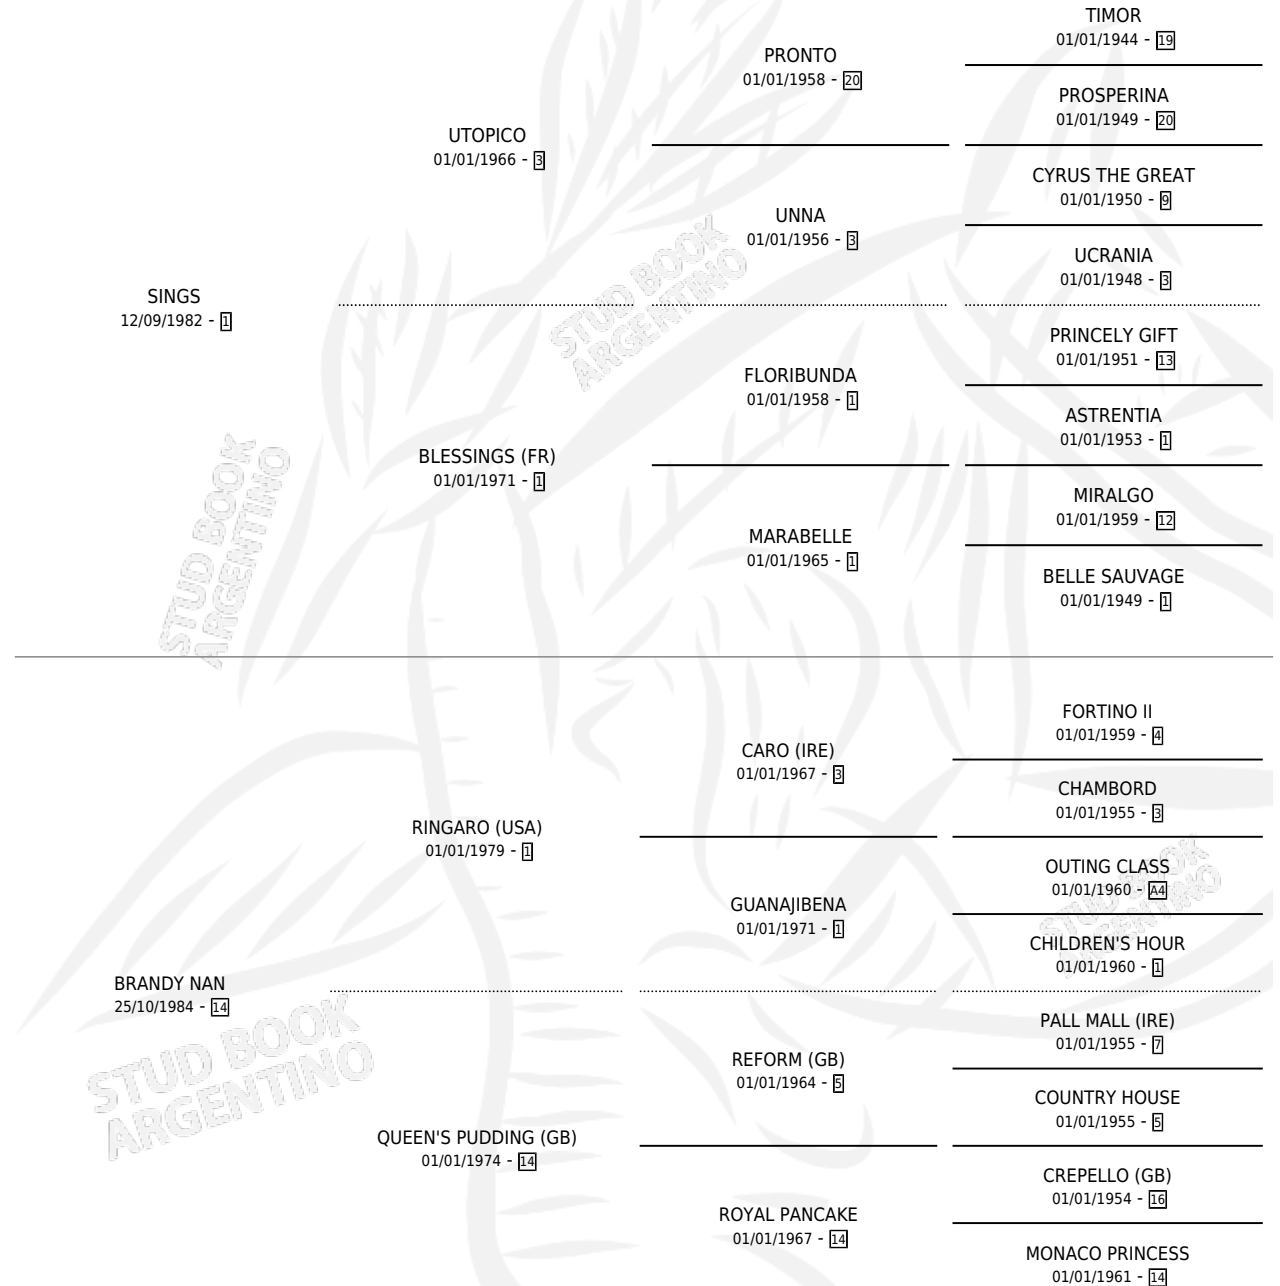 TIMOR
01/01/1944 - 19
PRONTO
01/01/1958 - 20
PROSPERINA
01/01/1949 - 20
UTOPICO
01/01/1966 - 3
CYRUS THE GREAT
01/01/1950 - 9
UNNA
01/01/1956 - 3
UCRANIA
01/01/1948 - 3
SINGS
12/09/1982 - 1
PRINCELY GIFT
01/01/1951 - 13
FLORIBUNDA
01/01/1958 - 1
ASTRENTIA
01/01/1953 - 1
BLESSINGS (FR)
01/01/1971 - 1
MIRALGO
01/01/1959 - 12
MARABELLE
01/01/1965 - 1
BELLE SAUVAGE
01/01/1949 - 1
FORTINO II
01/01/1959 - 4
CARO (IRE)
01/01/1967 - 3
CHAMBORD
01/01/1955 - 3
RINGARO (USA)
01/01/1979 - 1
OUTING CLASS
01/01/1960 - A4
GUANAJIBENA
01/01/1971 - 1
CHILDREN'S HOUR
01/01/1960 - 1
BRANDY NAN
25/10/1984 - 14
PALL MALL (IRE)
01/01/1955 - 7
REFORM (GB)
01/01/1964 - 5
COUNTRY HOUSE
01/01/1955 - 5
QUEEN'S PUDDING (GB)
01/01/1974 - 14
CREPELLO (GB)
01/01/1954 - 16
ROYAL PANCAKE
01/01/1967 - 14
MONACO PRINCESS
01/01/1961 - 14
STUD BOOK
ARGENTINO
STUD BOOK
ARGENTINO
STUD BOOK
ARGENTINO
STUD BOOK
ARGENTINO